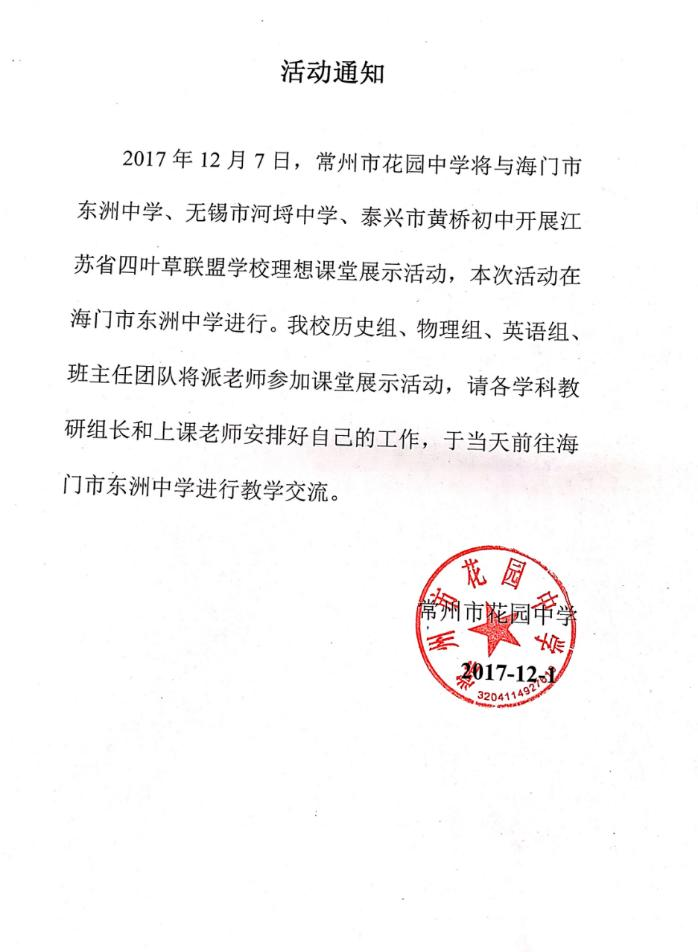 活动通知
2017 年 12 月 7 日，常州市花园中学将与海门市
东洲中学、无锡市河埒中学、泰兴市黄桥初中开展江
苏省四叶草联盟学校理想课堂展示活动，本次活动在
海门市东洲中学进行。我校历史组、物理组、英语组、
班主任团队将派老师参加课堂展示活动，请各学科教
研组长和上课老师安排好自己的工作，于当天前往海
门市东洲中学进行教学交流。
常州市花园中学
常州市花园中学
2017-12-1